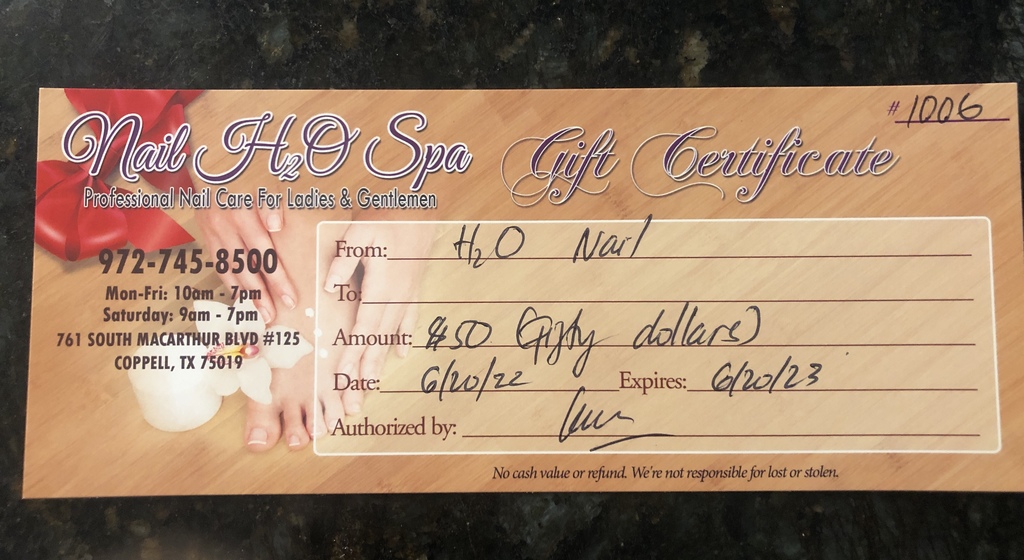 #1006
Nail H₂O Spa
Gift Certificate
Professional Nail Care For Ladies & Gentlemen
972-745-8500
Mon-Fri: 10am - 7pm
Saturday: 9am - 7pm
761 SOUTH MACARTHUR BLVD #125
COPPELL, TX 75019
From: H₂O Nail
To:
Amount: $50 (fifty dollars)
Date: 6/20/22 Expires: 6/20/23
Authorized by:
No cash value or refund. We're not responsible for lost or stolen.